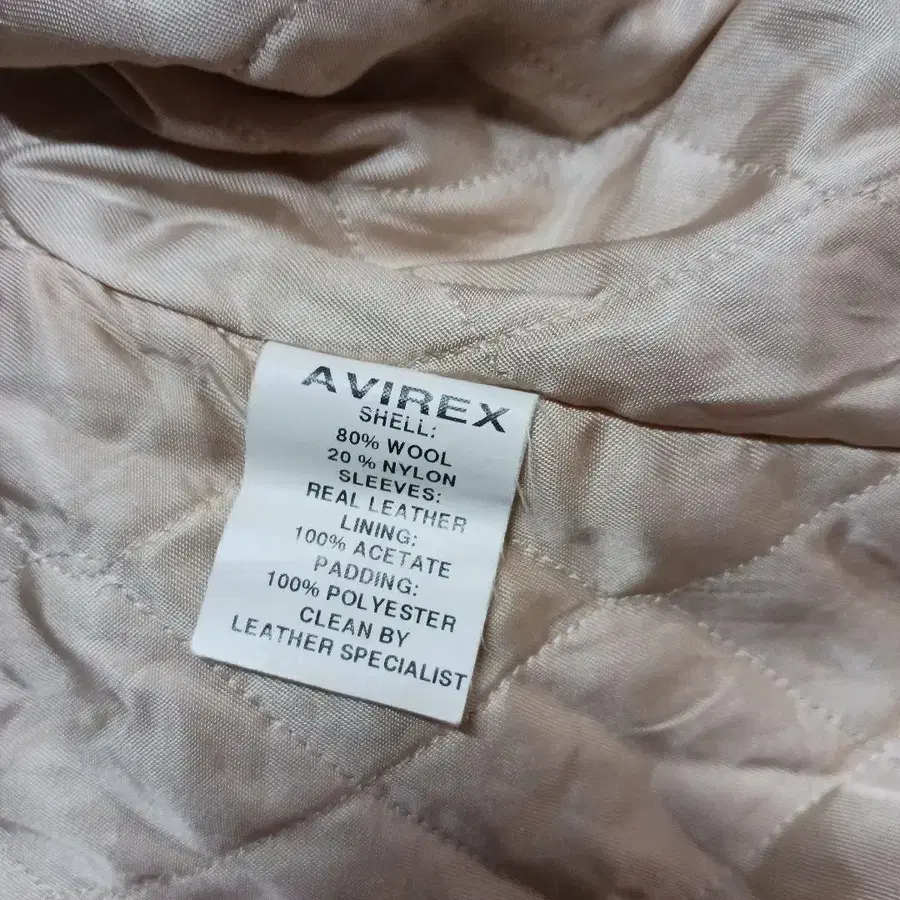 AVIREX
SHELL:
80% WOOL
20 % NYLON
SLEEVES:
REAL LEATHER
LINING:
100% ACETATE
PADDING:
100% POLYESTER
CLEAN BY
LEATHER SPECIALIST